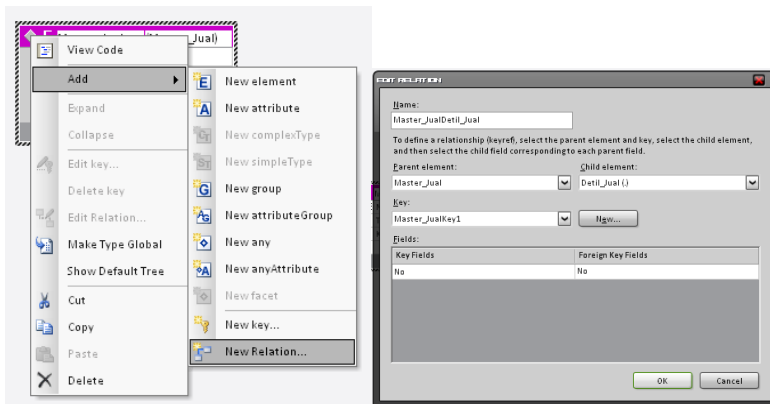 E
_Jual)
View Code
Add
Expand
Collapse
Edit key...
Delete key
Edit Relation...
Make Type Global
Show Default Tree
Cut
Copy
Paste
Delete
E New element
A New attribute
CT New complexType
ST New simpleType
G New group
AG New attributeGroup
New any
A New anyAttribute
New facet
New key...
New Relation...
EDIT RELATION
Name:
Master_JualDetil_Jual
To define a relationship (keyref), select the parent element and key, select the child element,
and then select the child field corresponding to each parent field.
Parent element: Child element:
Master_Jual Detil_Jual (.)
Key:
Master_JualKey1 New...
Fields:
Key Fields Foreign Key Fields
No No
OK Cancel